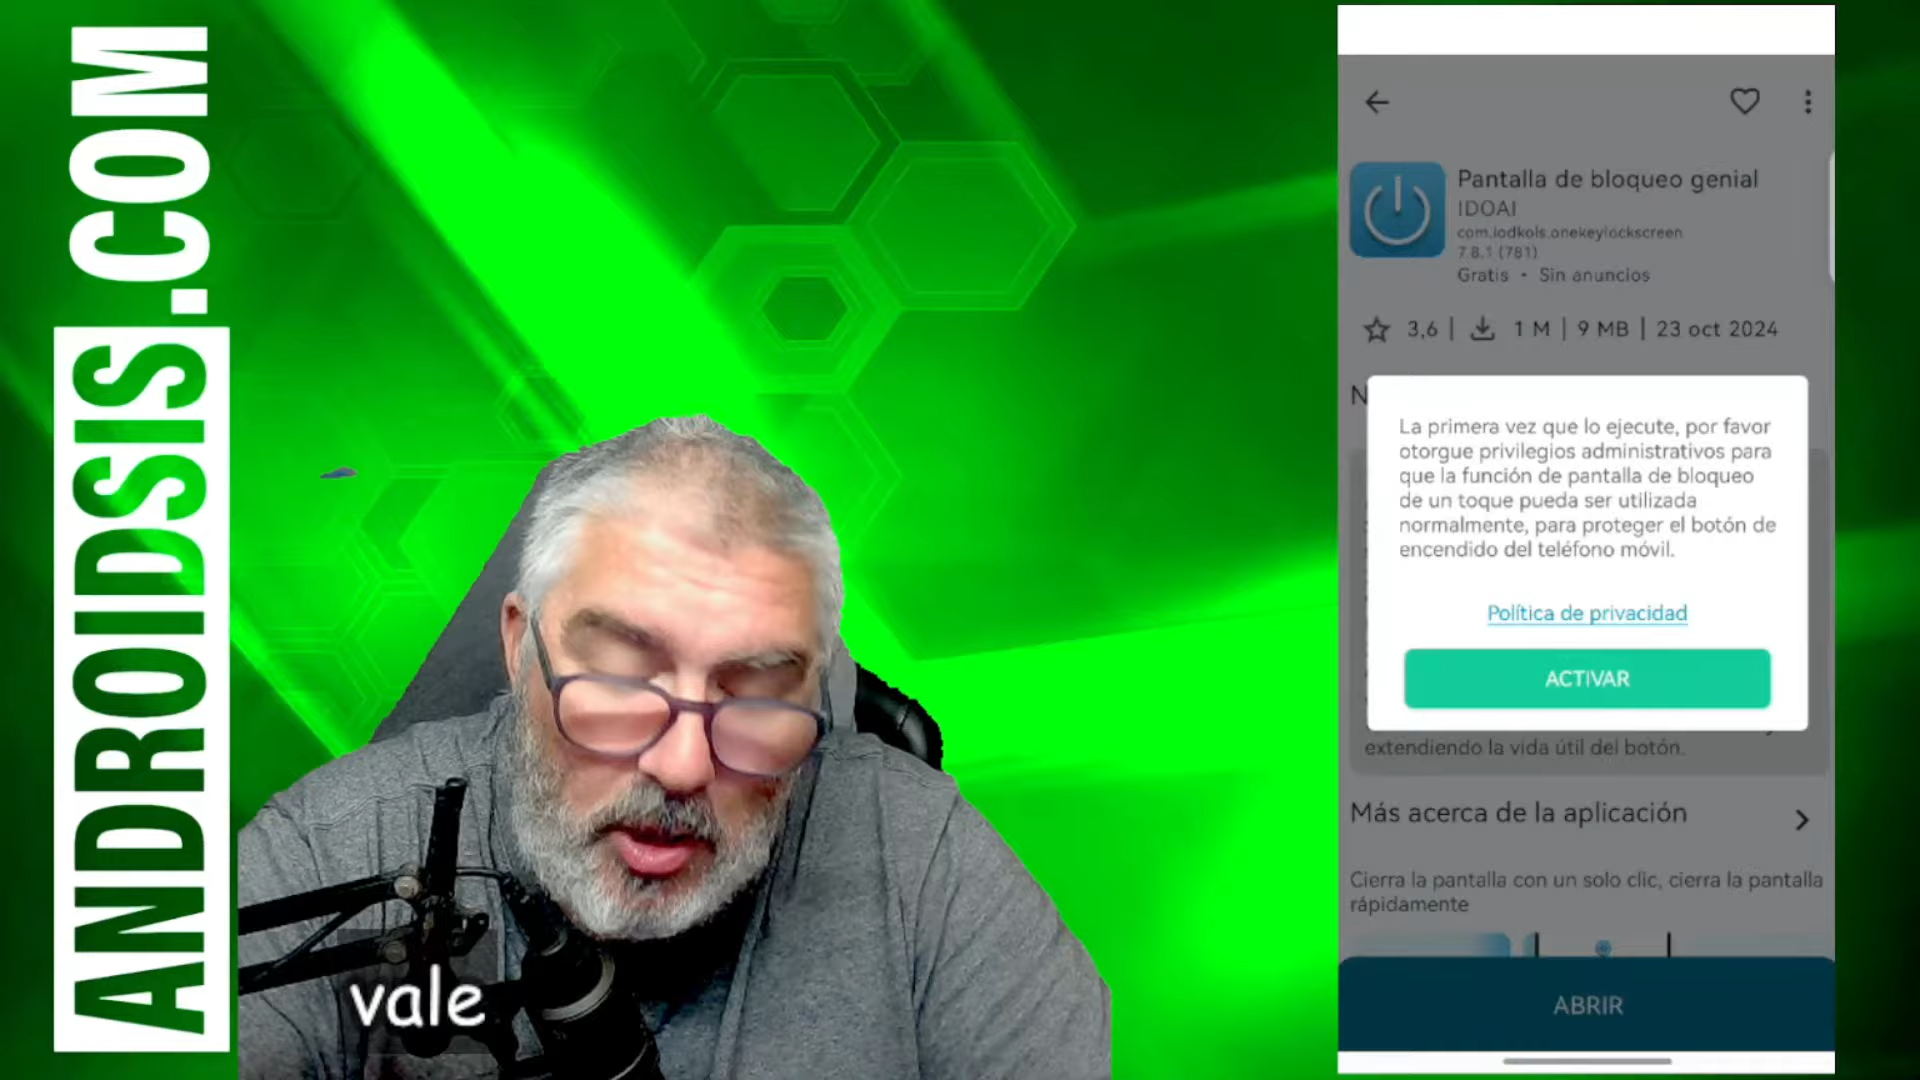 ANDROIDSIS.COM
vale
Pantalla de bloqueo genial
IDOAI
com.iodkols.onekeylockscreen
7.8.1 (781)
Gratis • Sin anuncios
3,6 | 1 M | 9 MB | 23 oct 2024
N
La primera vez que lo ejecute, por favor
otorgue privilegios administrativos para
que la función de pantalla de bloqueo
de un toque pueda ser utilizada
normalmente, para proteger el botón de
encendido del teléfono móvil.
Política de privacidad
ACTIVAR
extendiendo la vida útil del botón.
Más acerca de la aplicación
Cierra la pantalla con un solo clic, cierra la pantalla
rápidamente
ABRIR